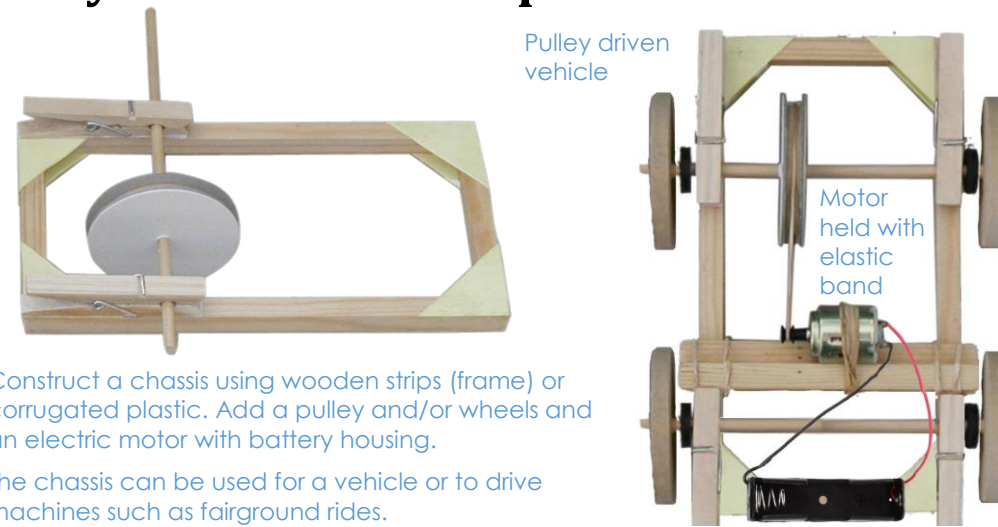 Pulley driven
vehicle
Motor
held with
elastic
band
Construct a chassis using wooden strips (frame) or
corrugated plastic. Add a pulley and/or wheels and
an electric motor with battery housing.
The chassis can be used for a vehicle or to drive
machines such as fairground rides.